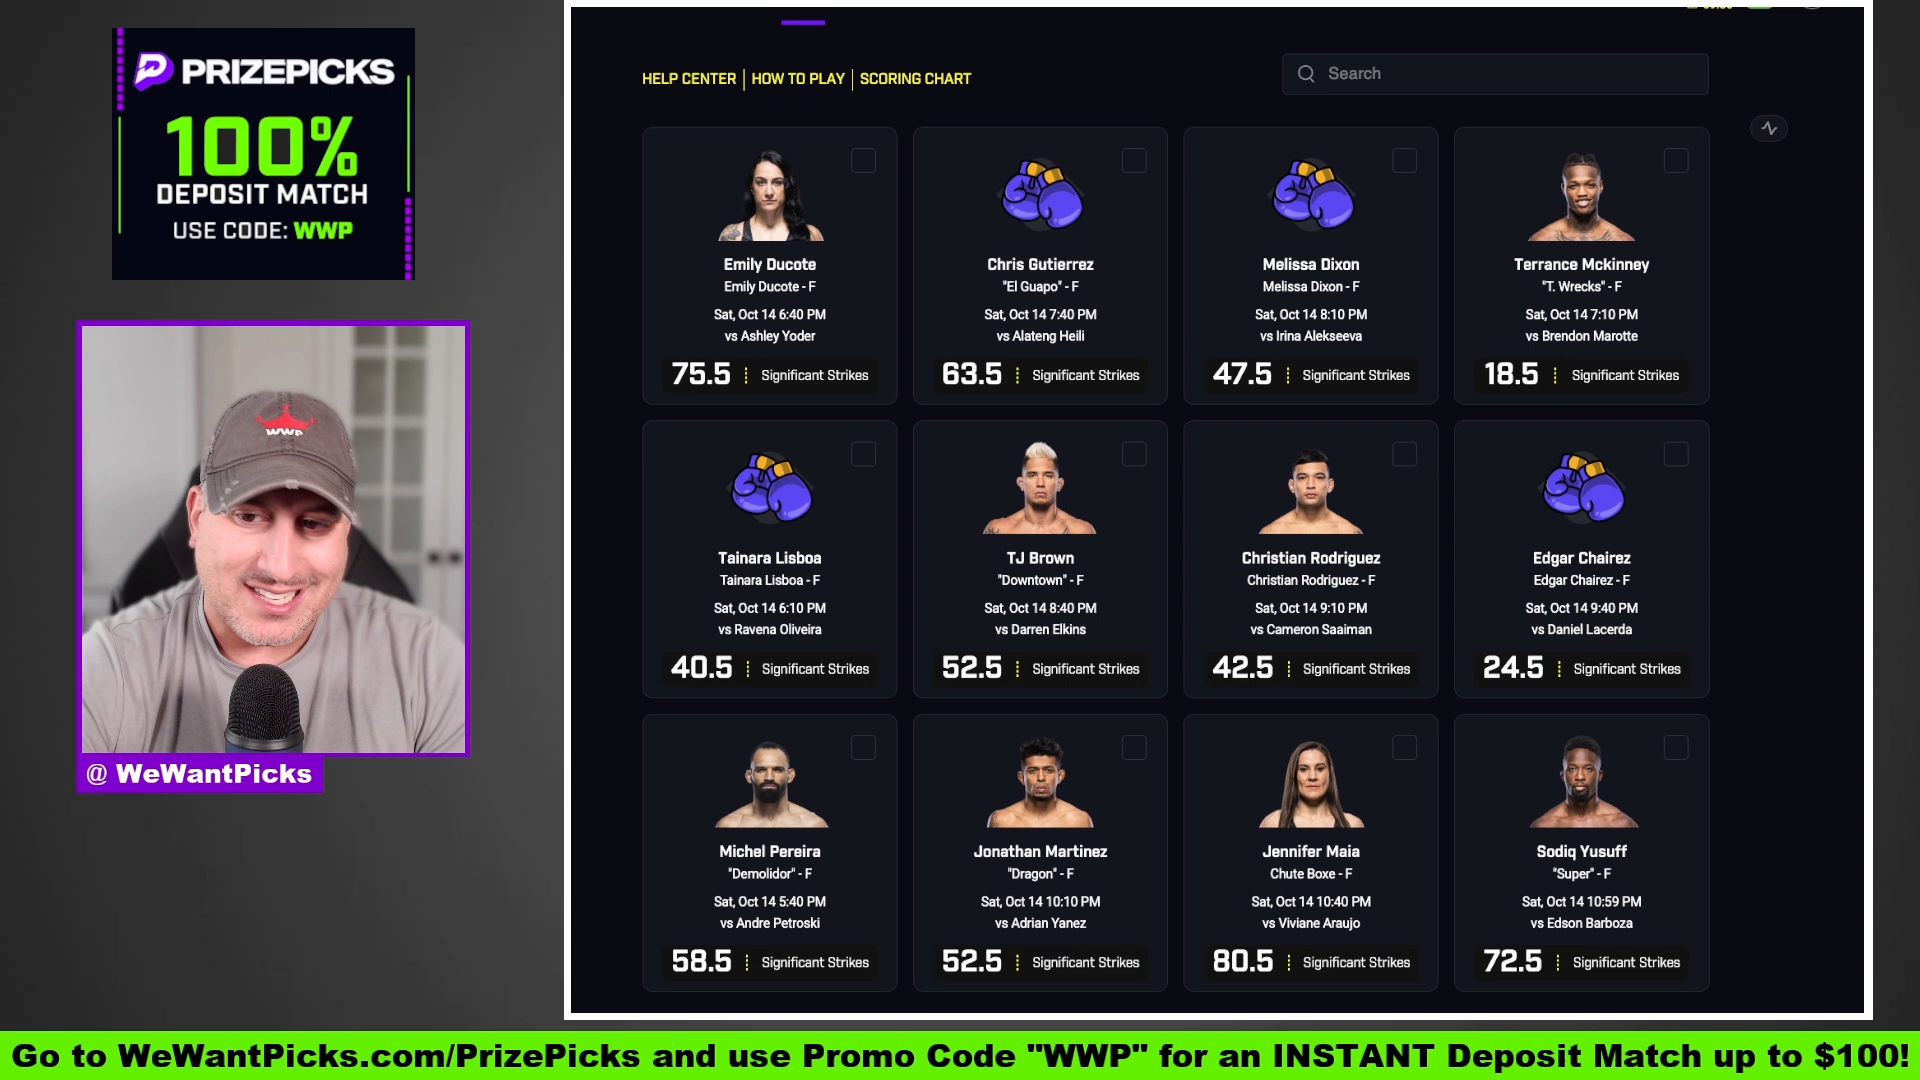 PRIZEPICKS
100%
DEPOSIT MATCH
USE CODE: WWP
WWP
@ WeWantPicks
HELP CENTER | HOW TO PLAY | SCORING CHART
Search
Emily Ducote
Emily Ducote - F
Sat, Oct 14 6:40 PM
vs Ashley Yoder
75.5 Significant Strikes
Chris Gutierrez
"El Guapo" - F
Sat, Oct 14 7:40 PM
vs Alateng Heili
63.5 Significant Strikes
Melissa Dixon
Melissa Dixon - F
Sat, Oct 14 8:10 PM
vs Irina Alekseeva
47.5 Significant Strikes
Terrance Mckinney
"T. Wrecks" - F
Sat, Oct 14 7:10 PM
vs Brendon Marotte
18.5 Significant Strikes
Tainara Lisboa
Tainara Lisboa - F
Sat, Oct 14 6:10 PM
vs Ravena Oliveira
40.5 Significant Strikes
TJ Brown
"Downtown" - F
Sat, Oct 14 8:40 PM
vs Darren Elkins
52.5 Significant Strikes
Christian Rodriguez
Christian Rodriguez - F
Sat, Oct 14 9:10 PM
vs Cameron Saaiman
42.5 Significant Strikes
Edgar Chairez
Edgar Chairez - F
Sat, Oct 14 9:40 PM
vs Daniel Lacerda
24.5 Significant Strikes
Michel Pereira
"Demolidor" - F
Sat, Oct 14 5:40 PM
vs Andre Petroski
58.5 Significant Strikes
Jonathan Martinez
"Dragon" - F
Sat, Oct 14 10:10 PM
vs Adrian Yanez
52.5 Significant Strikes
Jennifer Maia
Chute Boxe - F
Sat, Oct 14 10:40 PM
vs Viviane Araujo
80.5 Significant Strikes
Sodiq Yusuff
"Super" - F
Sat, Oct 14 10:59 PM
vs Edson Barboza
72.5 Significant Strikes
Go to WeWantPicks.com/PrizePicks and use Promo Code "WWP" for an INSTANT Deposit Match up to $100!